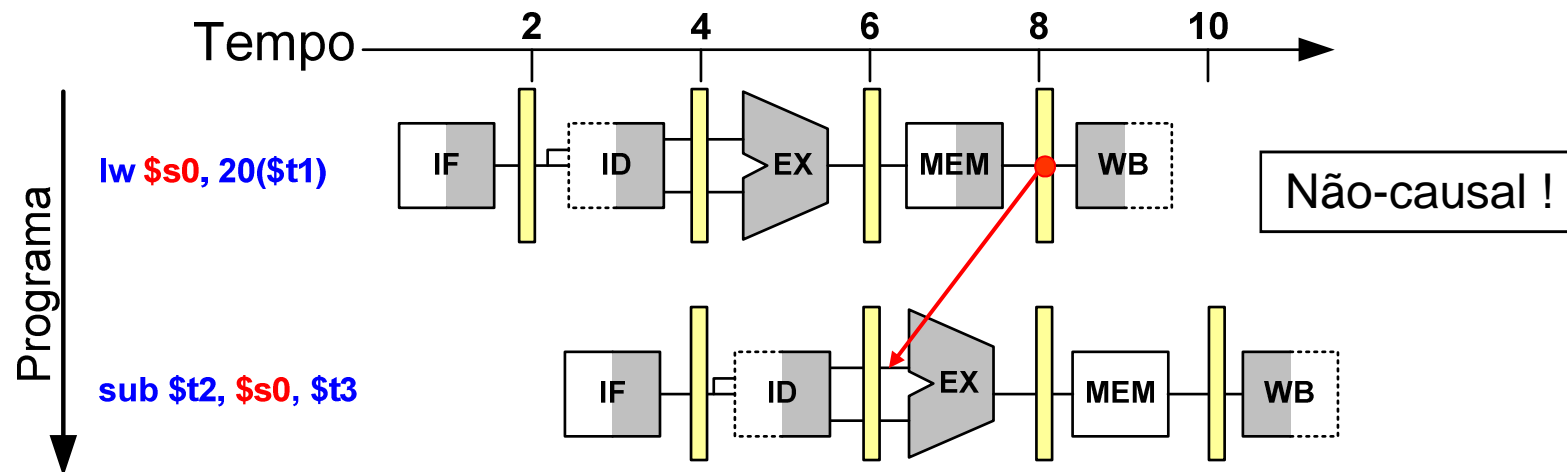 Tempo 2 4 6 8 10
Programa
lw $s0, 20($t1)
IF ID EX MEM WB
Não-causal !
sub $t2, $s0, $t3
IF ID EX MEM WB